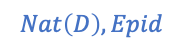 Nat(D), Epid